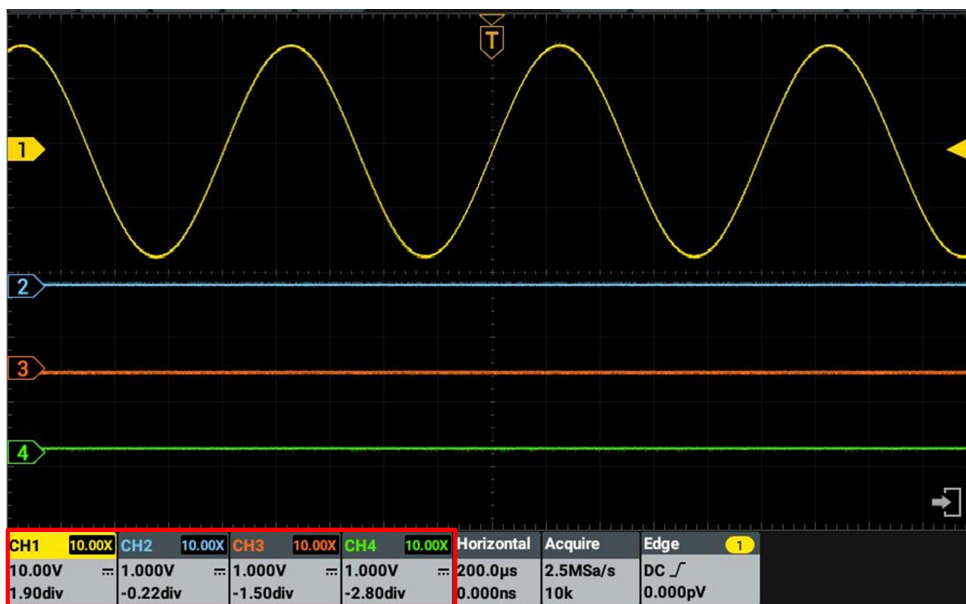 T
1
2
3
4
CH1 10.00X CH2 10.00X CH3 10.00X CH4 10.00X Horizontal Acquire Edge 1
10.00V 1.000V 1.000V 1.000V 200.0µs 2.5MSa/s DC
1.90div -0.22div -1.50div -2.80div 0.000ns 10k 0.000pV